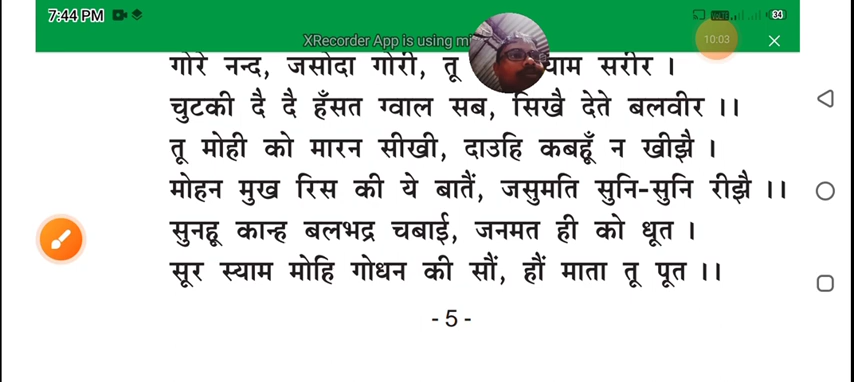 7:44 PM
84
XRecorder App is using mi
10:03
गोरे नन्द, जसोदा गोरी, तू याम सरीर ।
चुटकी दै दै हँसत ग्वाल सब, सिखै देते बलवीर ।।
तू मोही को मारन सीखी, दाउहि कबहूँ न खीझै ।
मोहन मुख रिस की ये बातैं, जसुमति सुनि-सुनि रीझै ।।
सुनहू कान्ह बलभद्र चबाई, जनमत ही को धूत ।
सूर स्याम मोहि गोधन की सौं, हौं माता तू पूत ।।
- 5 -